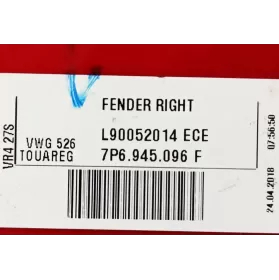 FENDER RIGHT
L90052014 ECE
VWG 526
TOUAREG
7P6.945.096 F
VR4 27S
07:56:50
24.04.2018